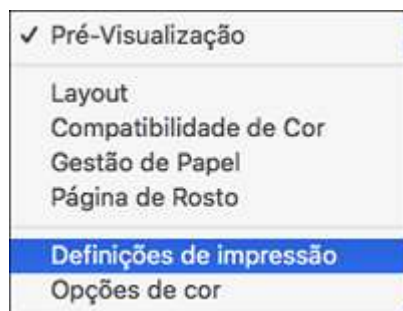 ✓ Pré-Visualização
Layout
Compatibilidade de Cor
Gestão de Papel
Página de Rosto
Definições de impressão
Opções de cor